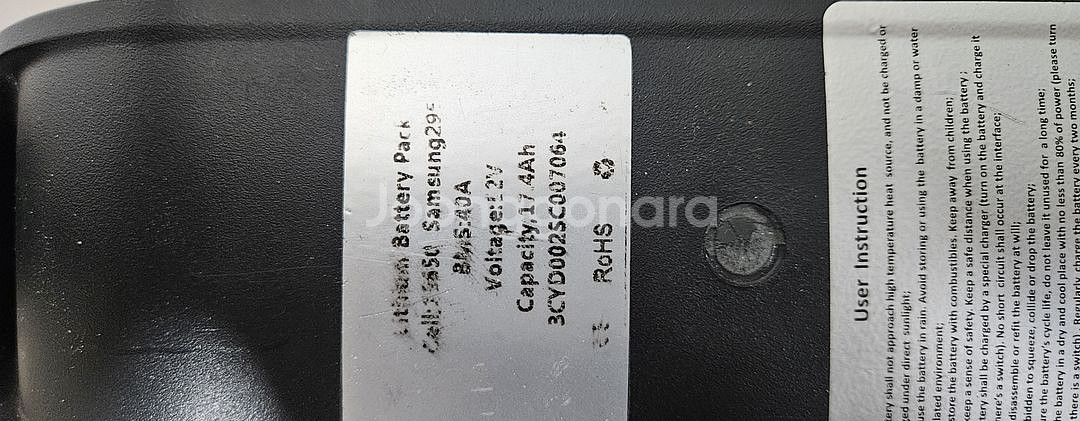 Lithium Battery Pack
Cell: Samsung29E
BMS:40A
Voltage:12V
Capacity:17.4Ah
3CYD002SC007064
RoHS
User Instruction
tery shall not approach high temperature heat source, and not be charged or
ged under direct sunlight;
use the battery in rain. Avoid storing or using the battery in a damp or water
lated environment;
store the battery with combustibles. Keep away from children;
keep a sense of safety. Keep a safe distance when using the battery;
tery shall be charged by a special charger (turn on the battery and charge it
here's a switch). No short circuit shall occur at the interface;
disassemble or refit the battery at will;
bidden to squeeze, collide or drop the battery;
ure the battery's cycle life, do not leave it unused for a long time;
he battery in a dry and cool place with no less than 80% of power (please turn
there is a switch). Regularly charge the battery every two months;